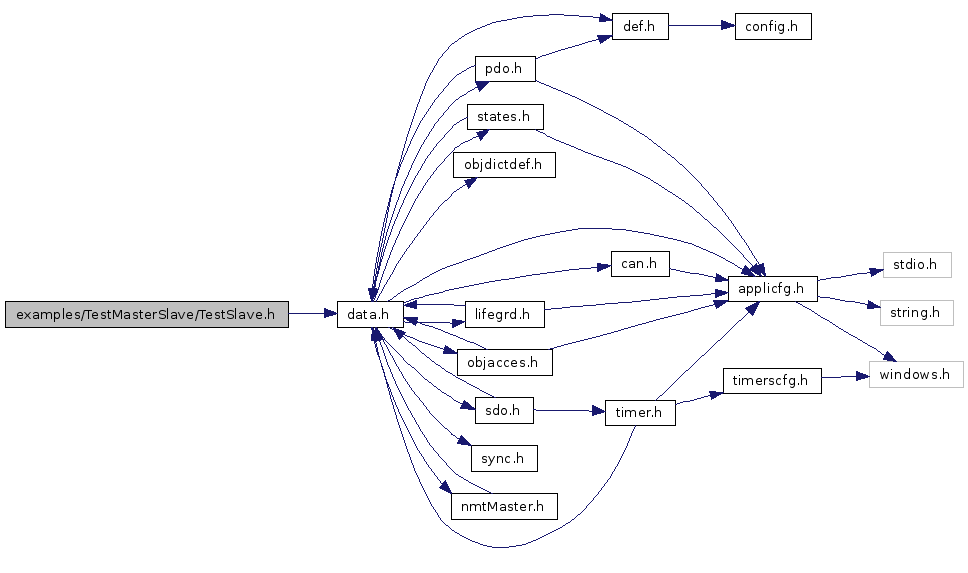 def.h
config.h
pdo.h
states.h
objdictdef.h
can.h
stdio.h
applicfg.h
string.h
examples/TestMasterSlave/TestSlave.h
data.h
lifegrd.h
objacces.h
windows.h
timerscfg.h
sdo.h
timer.h
sync.h
nmtMaster.h